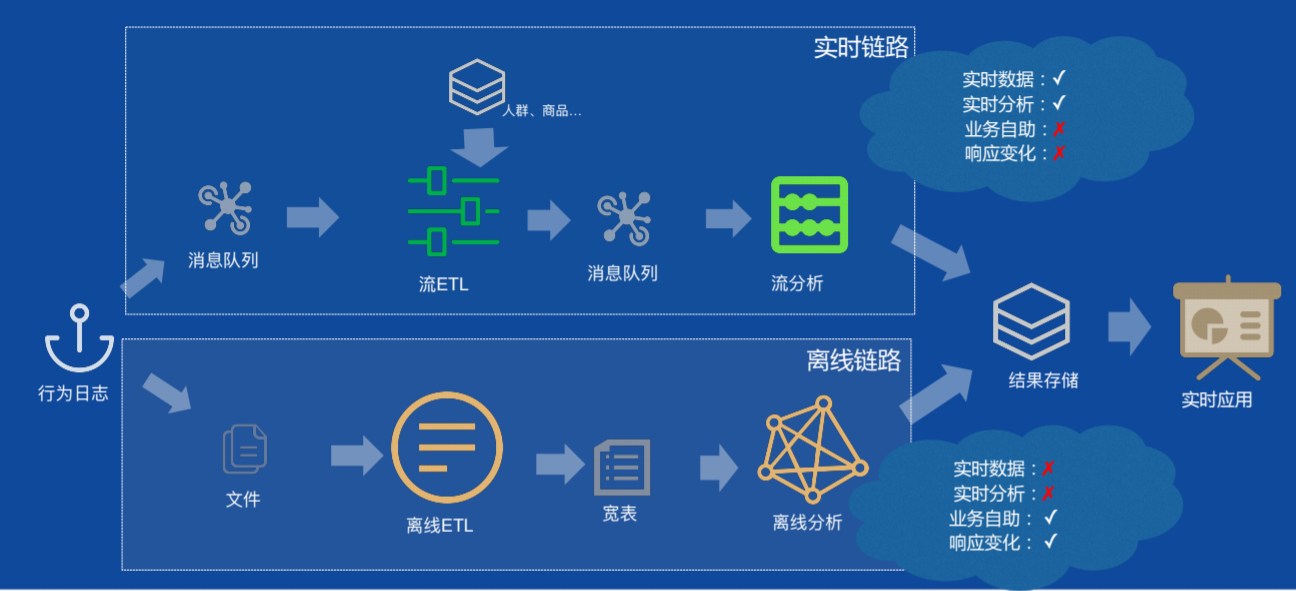 实时链路
实时数据：✓
实时分析：✓
业务自助：✗
响应变化：✗
人群、商品...
消息队列
流ETL
消息队列
流分析
行为日志
结果存储
实时应用
离线链路
文件
离线ETL
宽表
离线分析
实时数据：✗
实时分析：✗
业务自助：✓
响应变化：✓